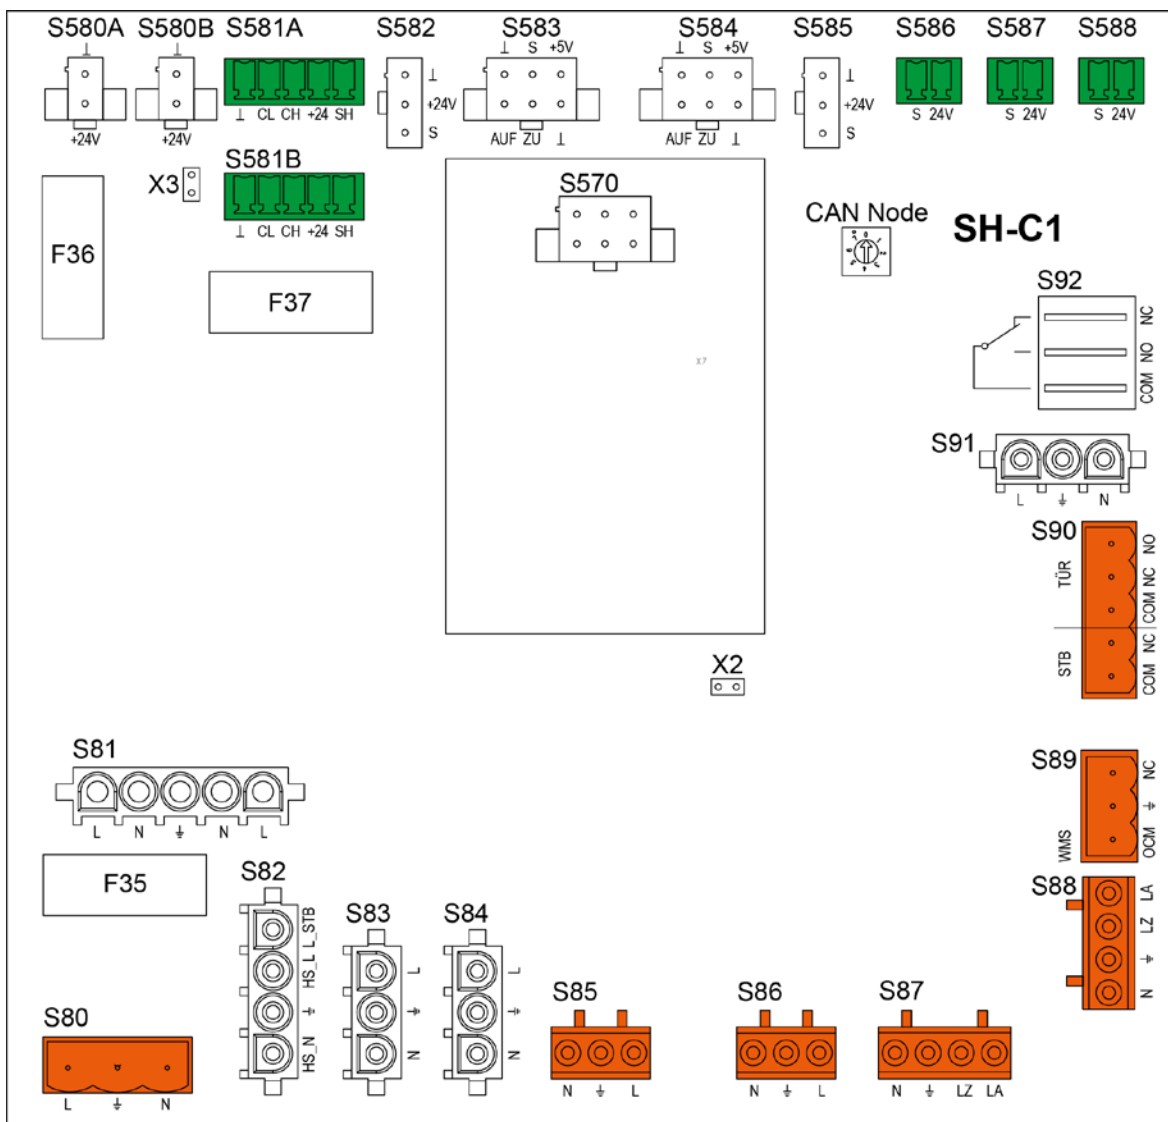 S580A S580B S581A S582 S583 S584 S585 S586 S587 S588
⊥ ⊥ ⊥ S +5V ⊥ S +5V
⊥ +24V S
⊥ +24V S
⊥ CL CH +24 SH
S 24V S 24V S 24V
+24V +24V
AUF ZU ⊥ AUF ZU ⊥
S581B
X3
S570
⊥ CL CH +24 SH
F36
F37
CAN Node
SH-C1
S92
NC
NO
COM
X7
S91
L ⏚ N
S90
TÜR
NO
NC
COM
STB
NC
COM
X2
S81
L N ⏚ N L
S89
WMS
NC
⏚
COM
F35
S82
L_STB
HS_L
⏚
HS_N
S83
L
⏚
N
S84
L
⏚
N
S88
LA
LZ
⏚
N
S80
L ⏚ N
S85
N ⏚ L
S86
N ⏚ L
S87
N ⏚ LZ LA